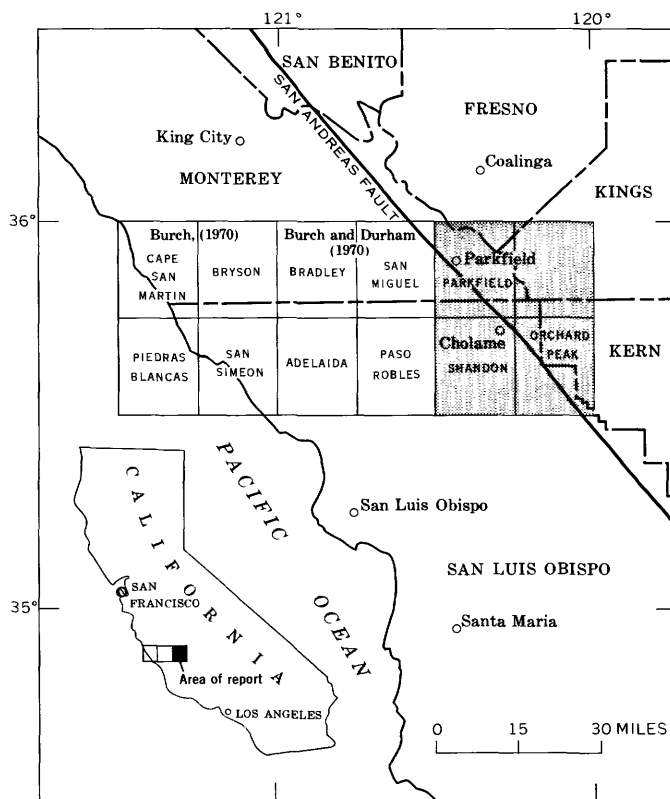 121°
120°
SAN BENITO
FRESNO
SAN ANDREAS FAULT
King City
Coalinga
MONTEREY
KINGS
36°
Burch, (1970)
Burch and Durham
(1970)
CAPE
SAN
MARTIN
BRYSON
BRADLEY
SAN
MIGUEL
Parkfield
PARKFIELD
Cholame
ORCHARD
PEAK
KERN
PIEDRAS
BLANCAS
SAN
SIMEON
ADELAIDA
PASO
ROBLES
SHANDON
PACIFIC
OCEAN
San Luis Obispo
SAN LUIS OBISPO
CALIFORNIA
35°
SAN
FRANCISCO
Santa Maria
Area of report
LOS ANGELES
0 15 30 MILES